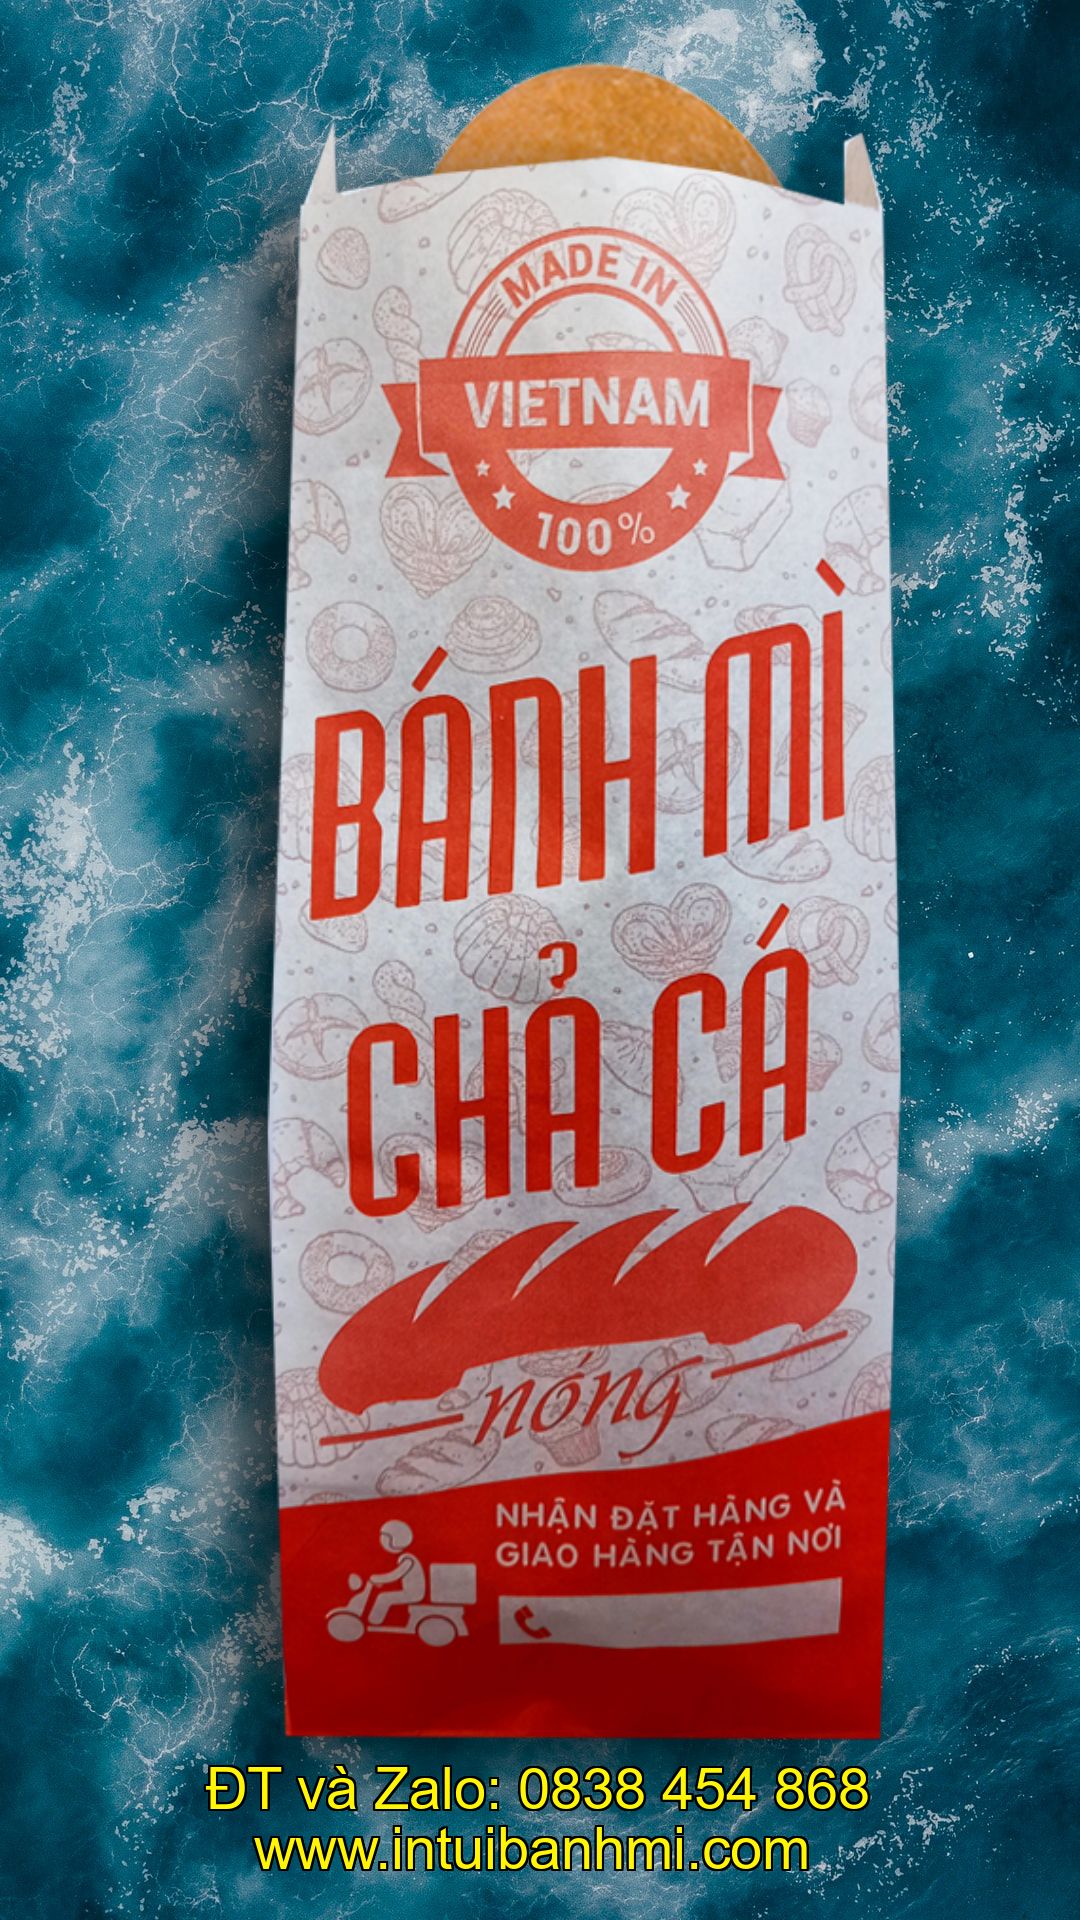 MADE IN
VIETNAM
100%
BÁNH MÌ
CHẢ CÁ
nóng
NHẬN ĐẶT HÀNG VÀ
GIAO HÀNG TẬN NƠI
ĐT và Zalo: 0838 454 868
www.intuibanhmi.com